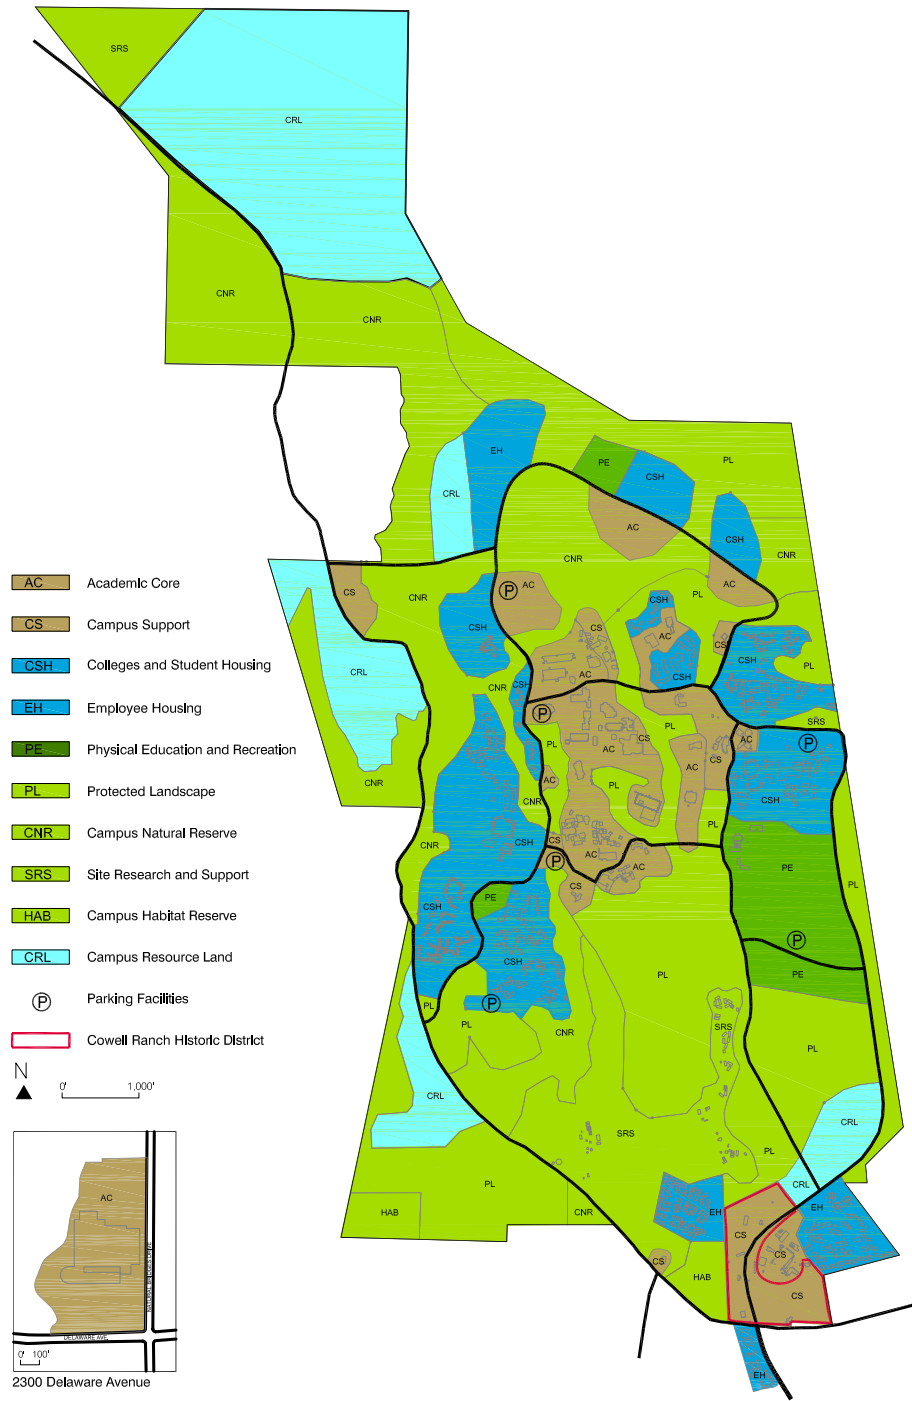 SRS
CRL
CNR
CNR
EH
PE
CSH
PL
CRL
AC
CSH
CNR
CNR
AC Academic Core
CS Campus Support
CSH Colleges and Student Housing
EH Employee Housing
PE Physical Education and Recreation
PL Protected Landscape
CNR Campus Natural Reserve
SRS Site Research and Support
HAB Campus Habitat Reserve
CRL Campus Resource Land
P Parking Facilities
Cowell Ranch Historic District
CS
CNR
P
AC
AC
PL
CSH
CS
CSH
AC
CS
CSH
PL
CRL
CNR
CSH
AC
CSH
P
PL
SRS
CS
AC
P
PL
AC
CS
AC
CNR
PL
CSH
AC
CNR
PL
CNR
CSH
CS
AC
P
AC
PE
PL
CSH
PE
CS
P
CSH
PL
PE
PL
P
PL
CNR
SRS
PL
CRL
SRS
CRL
PL
CRL
PL
HAB
CNR
EH
EH
CS
CS
CS
HAB
CS
EH
N
0' 1,000'
AC
NATURAL BRIDGES DRIVE
DELAWARE AVE.
0' 100'
2300 Delaware Avenue